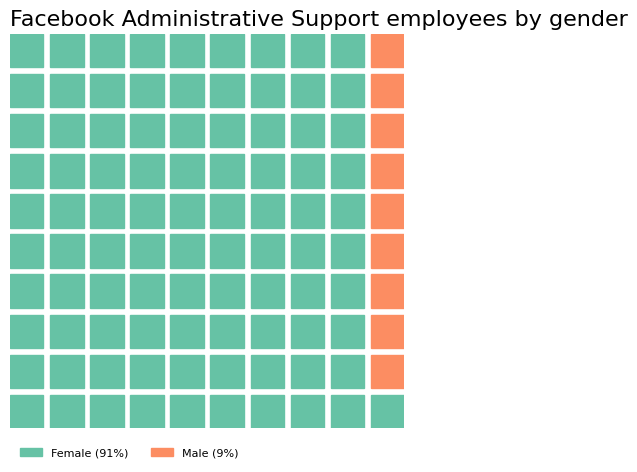 Facebook Administrative Support employees by gender
Female (91%) Male (9%)